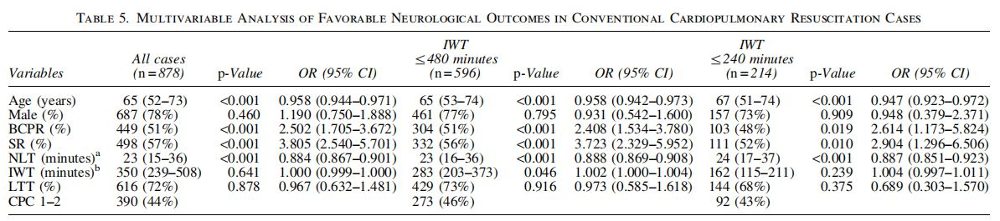 TABLE 5. MULTIVARIABLE ANALYSIS OF FAVORABLE NEUROLOGICAL OUTCOMES IN CONVENTIONAL CARDIOPULMONARY RESUSCITATION CASES
IWT IWT
All cases ≤480 minutes ≤240 minutes
Variables (n=878) p-Value OR (95% CI) (n=596) p-Value OR (95% CI) (n=214) p-Value OR (95% CI)
Age (years) 65 (52–73) <0.001 0.958 (0.944–0.971) 65 (53–74) <0.001 0.958 (0.942–0.973) 67 (51–74) <0.001 0.947 (0.923–0.972)
Male (%) 687 (78%) 0.460 1.190 (0.750–1.888) 461 (77%) 0.795 0.931 (0.542–1.600) 157 (73%) 0.909 0.948 (0.379–2.371)
BCPR (%) 449 (51%) <0.001 2.502 (1.705–3.672) 304 (51%) <0.001 2.408 (1.534–3.780) 103 (48%) 0.019 2.614 (1.173–5.824)
SR (%) 498 (57%) <0.001 3.805 (2.540–5.701) 332 (56%) <0.001 3.723 (2.329–5.952) 111 (52%) 0.010 2.904 (1.296–6.506)
NLT (minutes)a 23 (15–36) <0.001 0.884 (0.867–0.901) 23 (16–36) <0.001 0.888 (0.869–0.908) 24 (17–37) <0.001 0.887 (0.851–0.923)
IWT (minutes)b 350 (239–508) 0.641 1.000 (0.999–1.000) 283 (203–373) 0.046 1.002 (1.000–1.004) 162 (115–211) 0.239 1.004 (0.997–1.011)
LTT (%) 616 (72%) 0.878 0.967 (0.632–1.481) 429 (73%) 0.916 0.973 (0.585–1.618) 144 (68%) 0.375 0.689 (0.303–1.570)
CPC 1–2 390 (44%) 273 (46%) 92 (43%)